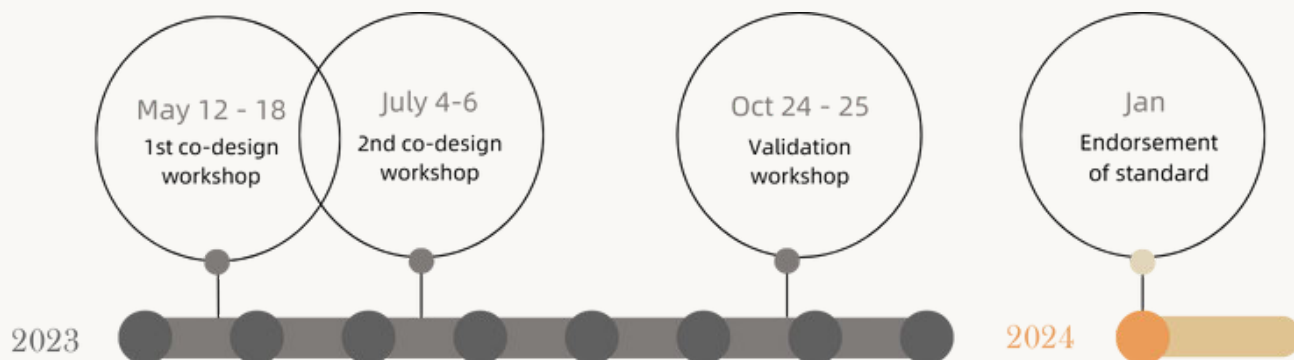 May 12 - 18
1st co-design
workshop
July 4-6
2nd co-design
workshop
Oct 24 - 25
Validation
workshop
Jan
Endorsement
of standard
2023
2024